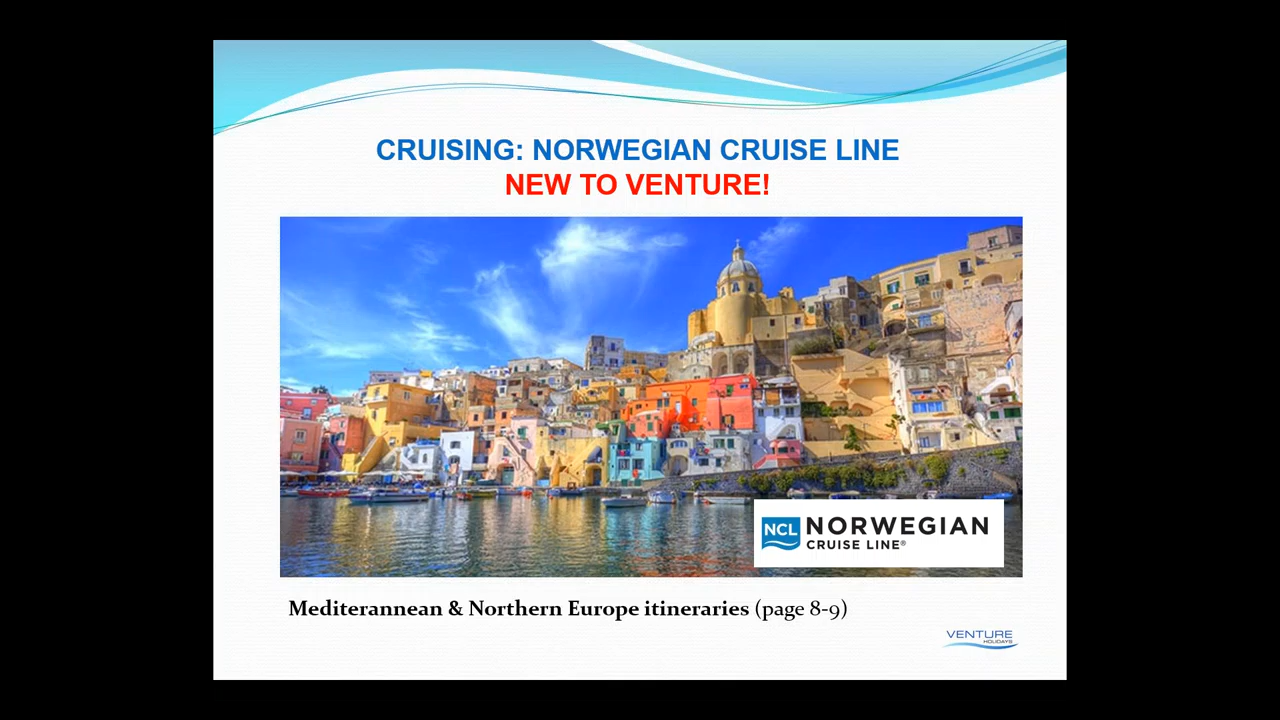 CRUISING: NORWEGIAN CRUISE LINE
NEW TO VENTURE!
NCL NORWEGIAN
CRUISE LINE®
Mediterannean & Northern Europe itineraries (page 8-9)
VENTURE
HOLIDAYS